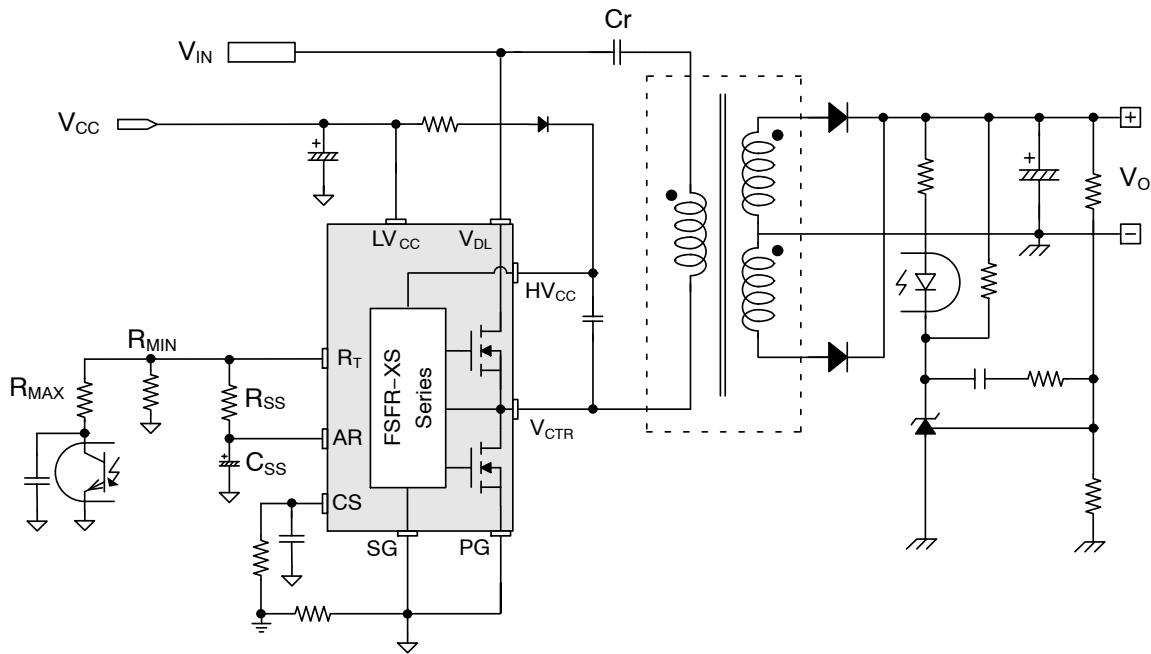 Cr
V_IN
V_CC
+
+
+
V_O
−
LV_CC
V_DL
HV_CC
R_MIN
R_MAX
R_T
FSFR–XS
Series
R_SS
V_CTR
AR
+
C_SS
CS
SG
PG